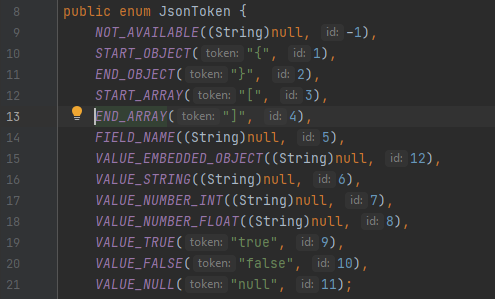 8 public enum JsonToken {
9 NOT_AVAILABLE((String)null, id: -1),
10 START_OBJECT( token: "{", id: 1),
11 END_OBJECT( token: "}", id: 2),
12 START_ARRAY( token: "[", id: 3),
13 END_ARRAY( token: "]", id: 4),
14 FIELD_NAME((String)null, id: 5),
15 VALUE_EMBEDDED_OBJECT((String)null, id: 12),
16 VALUE_STRING((String)null, id: 6),
17 VALUE_NUMBER_INT((String)null, id: 7),
18 VALUE_NUMBER_FLOAT((String)null, id: 8),
19 VALUE_TRUE( token: "true", id: 9),
20 VALUE_FALSE( token: "false", id: 10),
21 VALUE_NULL( token: "null", id: 11);